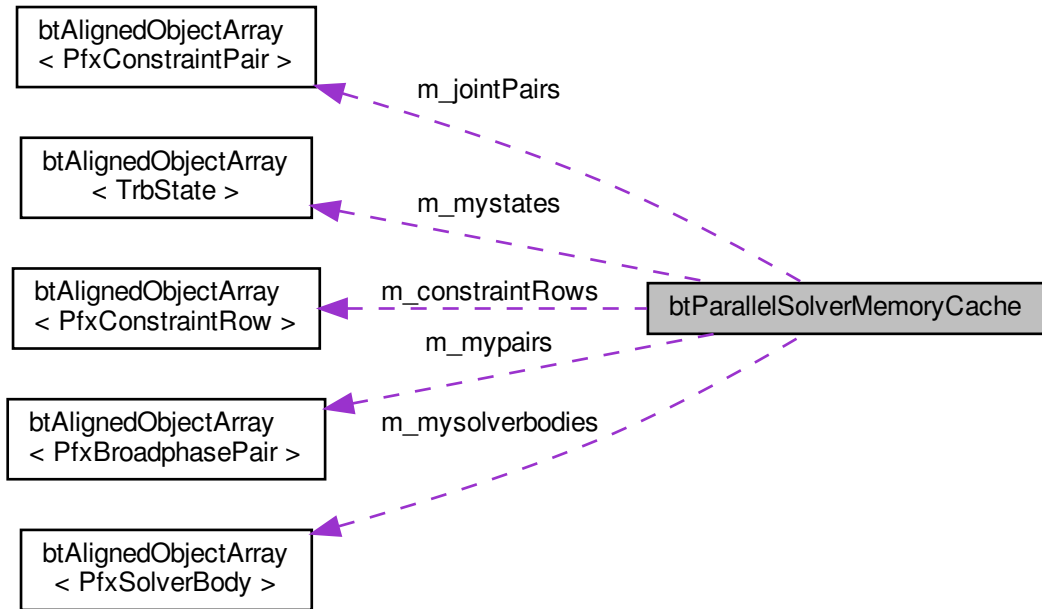 btAlignedObjectArray
< PfxConstraintPair >
m_jointPairs
btAlignedObjectArray
< TrbState >
m_mystates
btAlignedObjectArray
< PfxConstraintRow >
m_constraintRows
btParallelSolverMemoryCache
m_mypairs
btAlignedObjectArray
< PfxBroadphasePair >
m_mysolverbodies
btAlignedObjectArray
< PfxSolverBody >